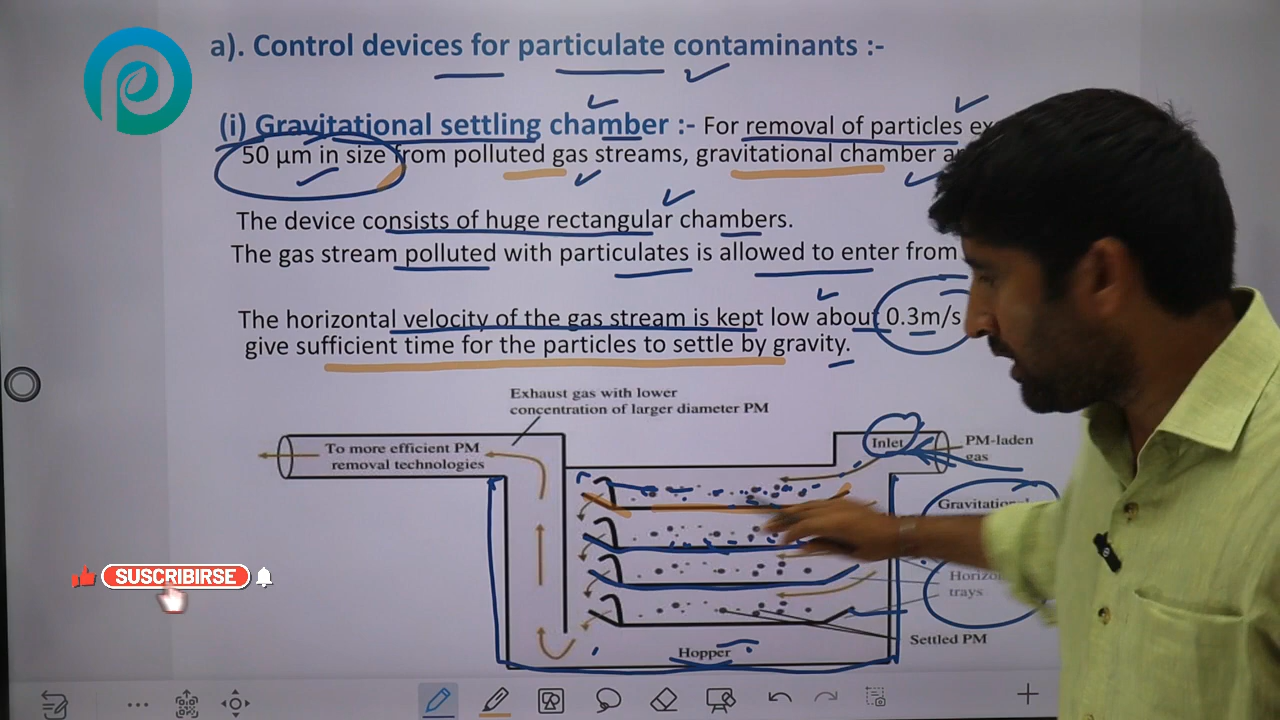 a). Control devices for particulate contaminants :-
(i) Gravitational settling chamber :- For removal of particles
50 μm in size from polluted gas streams, gravitational chamber
The device consists of huge rectangular chambers.
The gas stream polluted with particulates is allowed to enter from
The horizontal velocity of the gas stream is kept low about 0.3m/s
give sufficient time for the particles to settle by gravity.
Exhaust gas with lower
concentration of larger diameter PM
To more efficient PM
removal technologies
Inlet
PM-laden
gas
Gravitational
Horizontal
trays
Settled PM
Hopper
SUSCRIBIRSE